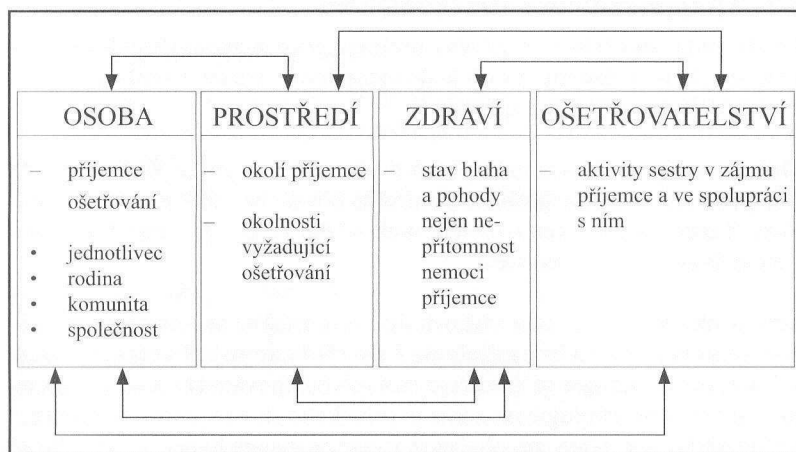 OSOBA
– příjemce
ošetřování
• jednotlivec
• rodina
• komunita
• společnost
PROSTŘEDÍ
– okolí příjemce
– okolnosti
vyžadující
ošetřování
ZDRAVÍ
– stav blaha
a pohody
nejen ne-
přítomnost
nemoci
příjemce
OŠETŘOVATELSTVÍ
– aktivity sestry v zájmu
příjemce a ve spolupráci
s ním